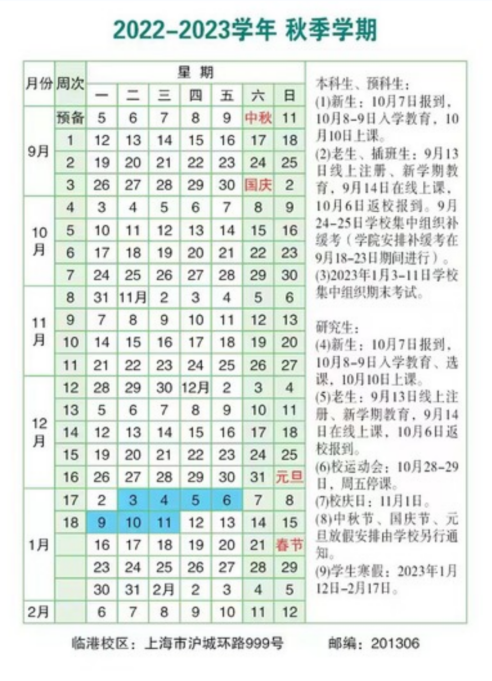 2022-2023学年 秋季学期
月份 周次 星 期
一 二 三 四 五 六 日
9月 预备 5 6 7 8 9 中秋 11
1 12 13 14 15 16 17 18
2 19 20 21 22 23 24 25
3 26 27 28 29 30 国庆 2
10月 4 3 4 5 6 7 8 9
5 10 11 12 13 14 15 16
6 17 18 19 20 21 22 23
7 24 25 26 27 28 29 30
11月 8 31 11月 2 3 4 5 6
9 7 8 9 10 11 12 13
10 14 15 16 17 18 19 20
11 21 22 23 24 25 26 27
12月 12 28 29 30 12月 2 3 4
13 5 6 7 8 9 10 11
14 12 13 14 15 16 17 18
15 19 20 21 22 23 24 25
16 26 27 28 29 30 31 元旦
1月 17 2 3 4 5 6 7 8
18 9 10 11 12 13 14 15
16 17 18 19 20 21 春节
23 24 25 26 27 28 29
30 31 2月 2 3 4 5
2月 6 7 8 9 10 11 12
本科生、预科生：
(1)新生：10月7日报到，
10月8-9日入学教育，10
月10日上课。
(2)老生、插班生：9月13
日线上注册、新学期教
育，9月14日在线上课，
10月6日返校报到。9月
24-25日学校集中组织补
缓考（学院安排补缓考在
9月18-23日期间进行）。
(3)2023年1月3-11日学校
集中组织期末考试。
研究生：
(4)新生：10月7日报到，
10月8-9日入学教育、选
课，10月10日上课。
(5)老生：9月13日线上注
册、新学期教育，9月14
日在线上课，10月6日返
校报到。
(6)校运动会：10月28-29
日，周五停课。
(7)校庆日：11月1日。
(8)中秋节、国庆节、元
旦放假安排由学校另行通
知。
(9)学生寒假：2023年1月
12日-2月17日。
临港校区：上海市沪城环路999号 邮编：201306